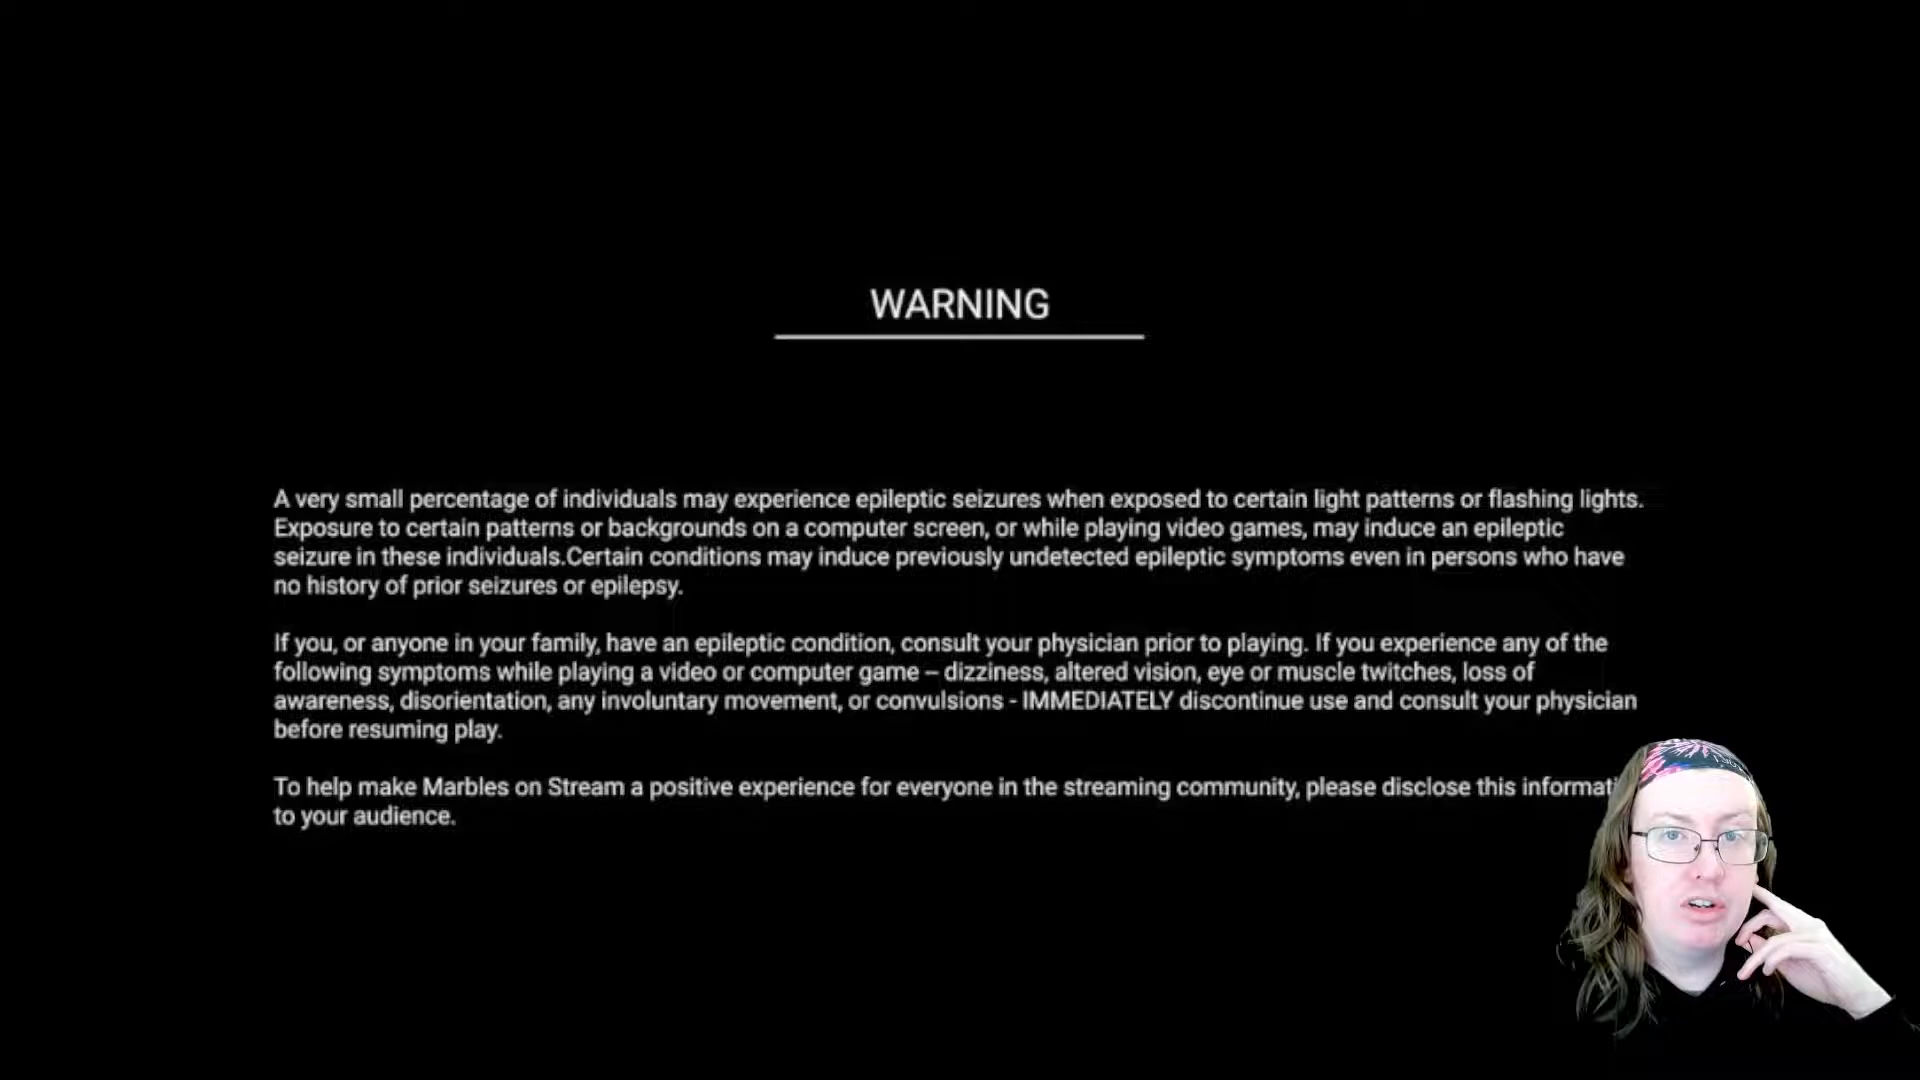 WARNING
A very small percentage of individuals may experience epileptic seizures when exposed to certain light patterns or flashing lights.
Exposure to certain patterns or backgrounds on a computer screen, or while playing video games, may induce an epileptic
seizure in these individuals.Certain conditions may induce previously undetected epileptic symptoms even in persons who have
no history of prior seizures or epilepsy.
If you, or anyone in your family, have an epileptic condition, consult your physician prior to playing. If you experience any of the
following symptoms while playing a video or computer game – dizziness, altered vision, eye or muscle twitches, loss of
awareness, disorientation, any involuntary movement, or convulsions - IMMEDIATELY discontinue use and consult your physician
before resuming play.
To help make Marbles on Stream a positive experience for everyone in the streaming community, please disclose this informati
to your audience.